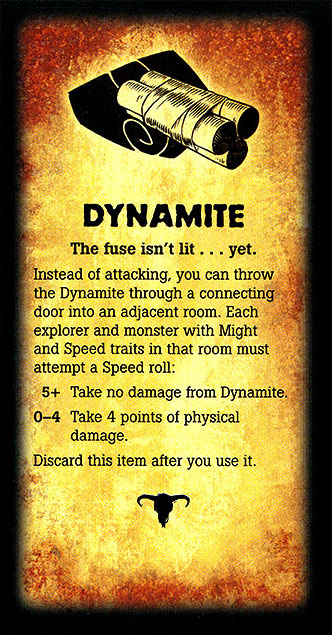 DYNAMITE
The fuse isn't lit . . . yet.
Instead of attacking, you can throw
the Dynamite through a connecting
door into an adjacent room. Each
explorer and monster with Might
and Speed traits in that room must
attempt a Speed roll:
5+ Take no damage from Dynamite.
0–4 Take 4 points of physical
damage.
Discard this item after you use it.